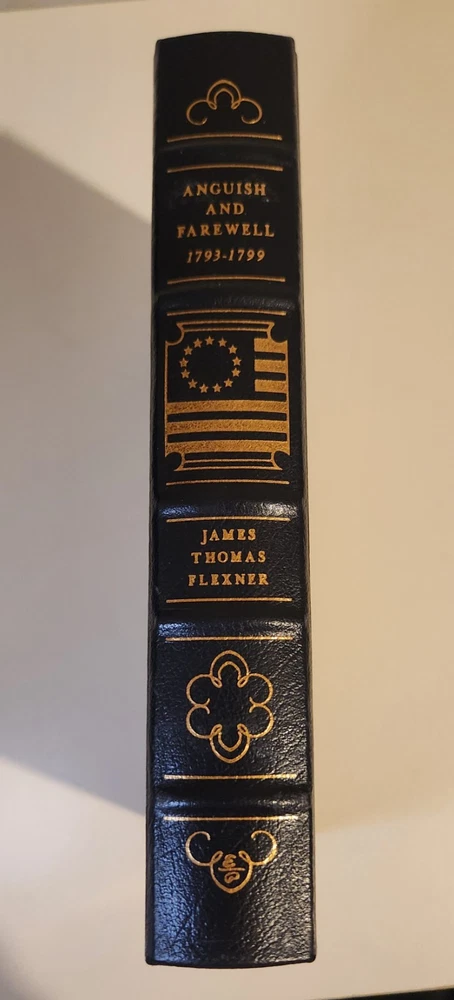 ANGUISH
AND
FAREWELL
1793-1799
JAMES
THOMAS
FLEXNER